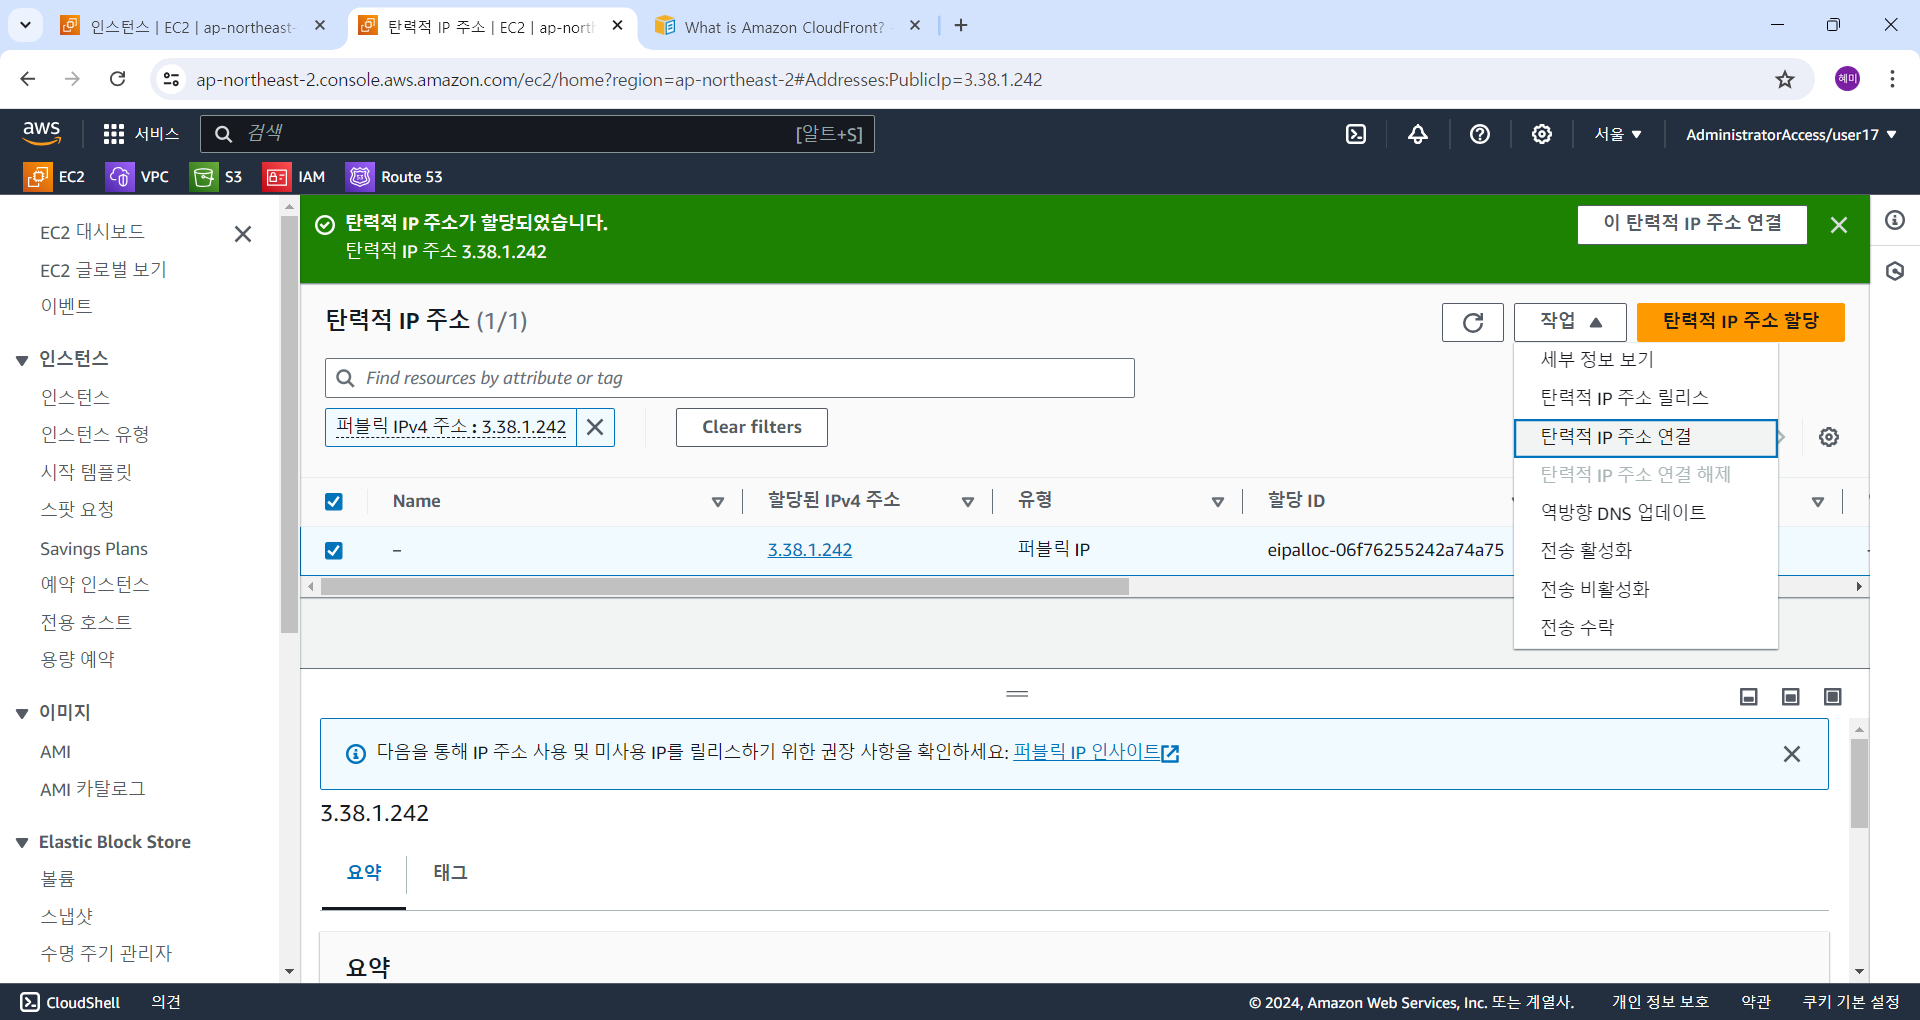 인스턴스 | EC2 | ap-northeast-
탄력적 IP 주소 | EC2 | ap-north
What is Amazon CloudFront?
ap-northeast-2.console.aws.amazon.com/ec2/home?region=ap-northeast-2#Addresses:PublicIp=3.38.1.242
혜미
aws
서비스
검색
[알트+S]
서울
AdministratorAccess/user17
EC2
VPC
S3
IAM
Route 53
EC2 대시보드
EC2 글로벌 보기
이벤트
인스턴스
인스턴스
인스턴스 유형
시작 템플릿
스팟 요청
Savings Plans
예약 인스턴스
전용 호스트
용량 예약
이미지
AMI
AMI 카탈로그
Elastic Block Store
볼륨
스냅샷
수명 주기 관리자
탄력적 IP 주소가 할당되었습니다.
탄력적 IP 주소 3.38.1.242
이 탄력적 IP 주소 연결
탄력적 IP 주소 (1/1)
작업
탄력적 IP 주소 할당
Find resources by attribute or tag
퍼블릭 IPv4 주소 : 3.38.1.242
Clear filters
세부 정보 보기
탄력적 IP 주소 릴리스
탄력적 IP 주소 연결
탄력적 IP 주소 연결 해제
역방향 DNS 업데이트
전송 활성화
전송 비활성화
전송 수락
Name
할당된 IPv4 주소
유형
할당 ID
–
3.38.1.242
퍼블릭 IP
eipalloc-06f76255242a74a75
다음을 통해 IP 주소 사용 및 미사용 IP를 릴리스하기 위한 권장 사항을 확인하세요: 퍼블릭 IP 인사이트
3.38.1.242
요약
태그
요약
CloudShell
의견
© 2024, Amazon Web Services, Inc. 또는 계열사.
개인 정보 보호
약관
쿠키 기본 설정